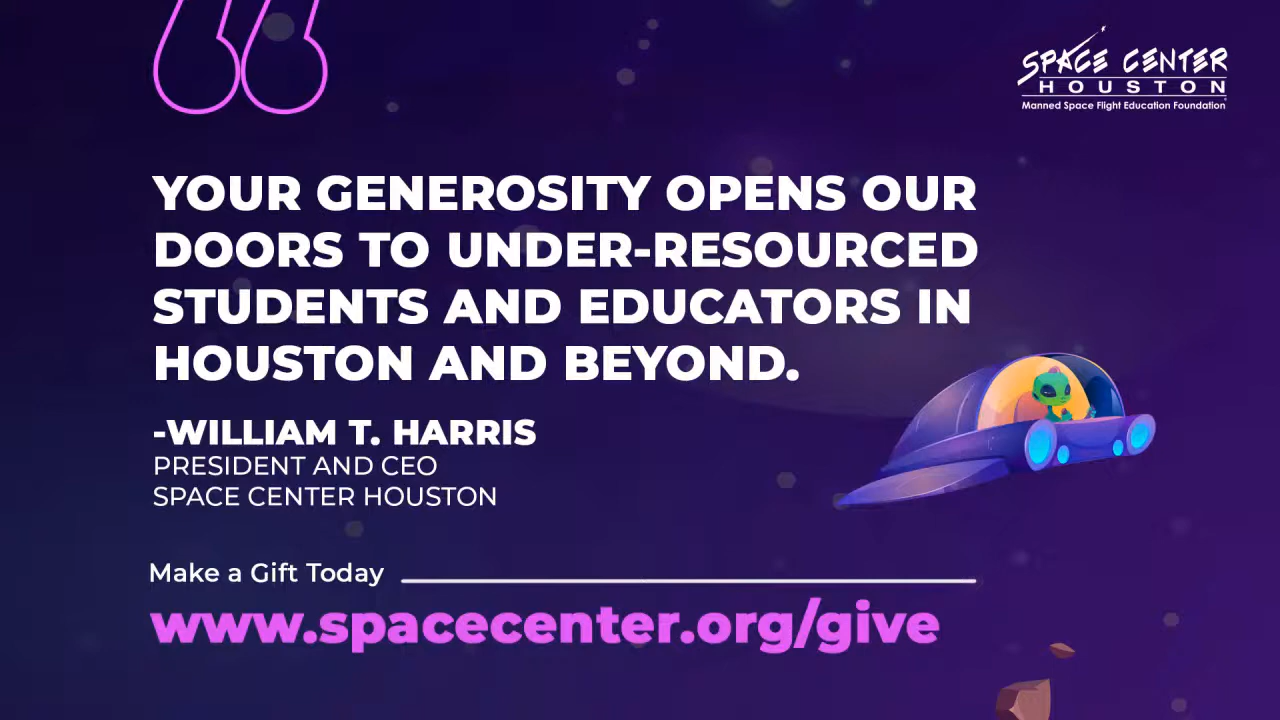 SPACE CENTER
HOUSTON
Manned Space Flight Education Foundation
YOUR GENEROSITY OPENS OUR
DOORS TO UNDER-RESOURCED
STUDENTS AND EDUCATORS IN
HOUSTON AND BEYOND.
-WILLIAM T. HARRIS
PRESIDENT AND CEO
SPACE CENTER HOUSTON
Make a Gift Today
www.spacecenter.org/give